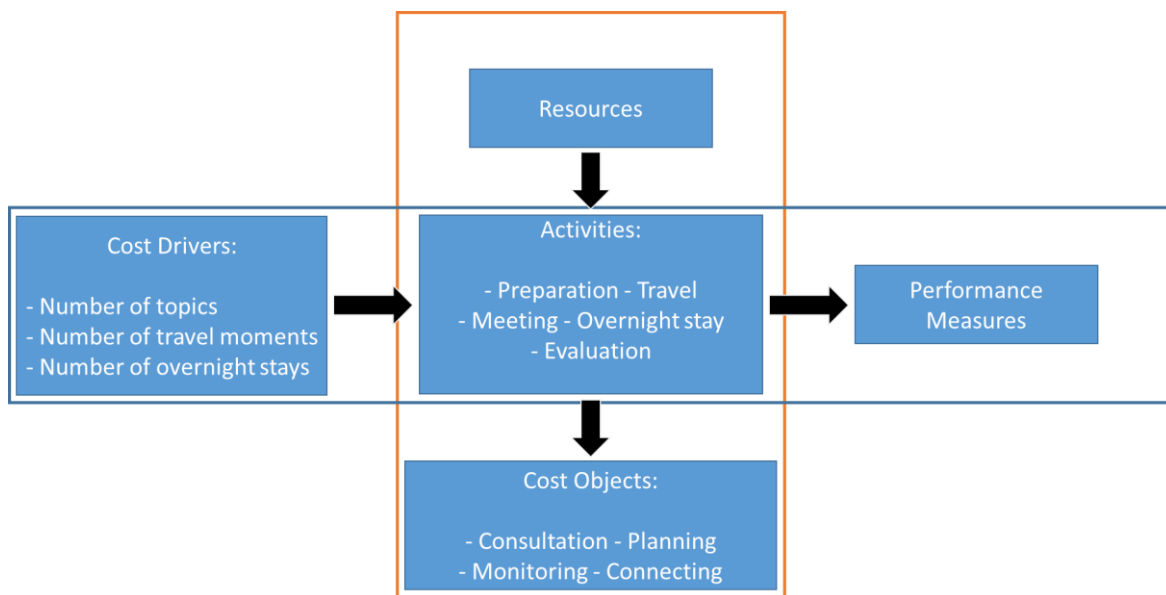 Resources
Cost Drivers:
- Number of topics
- Number of travel moments
- Number of overnight stays
Activities:
- Preparation - Travel
- Meeting - Overnight stay
- Evaluation
Performance
Measures
Cost Objects:
- Consultation - Planning
- Monitoring - Connecting